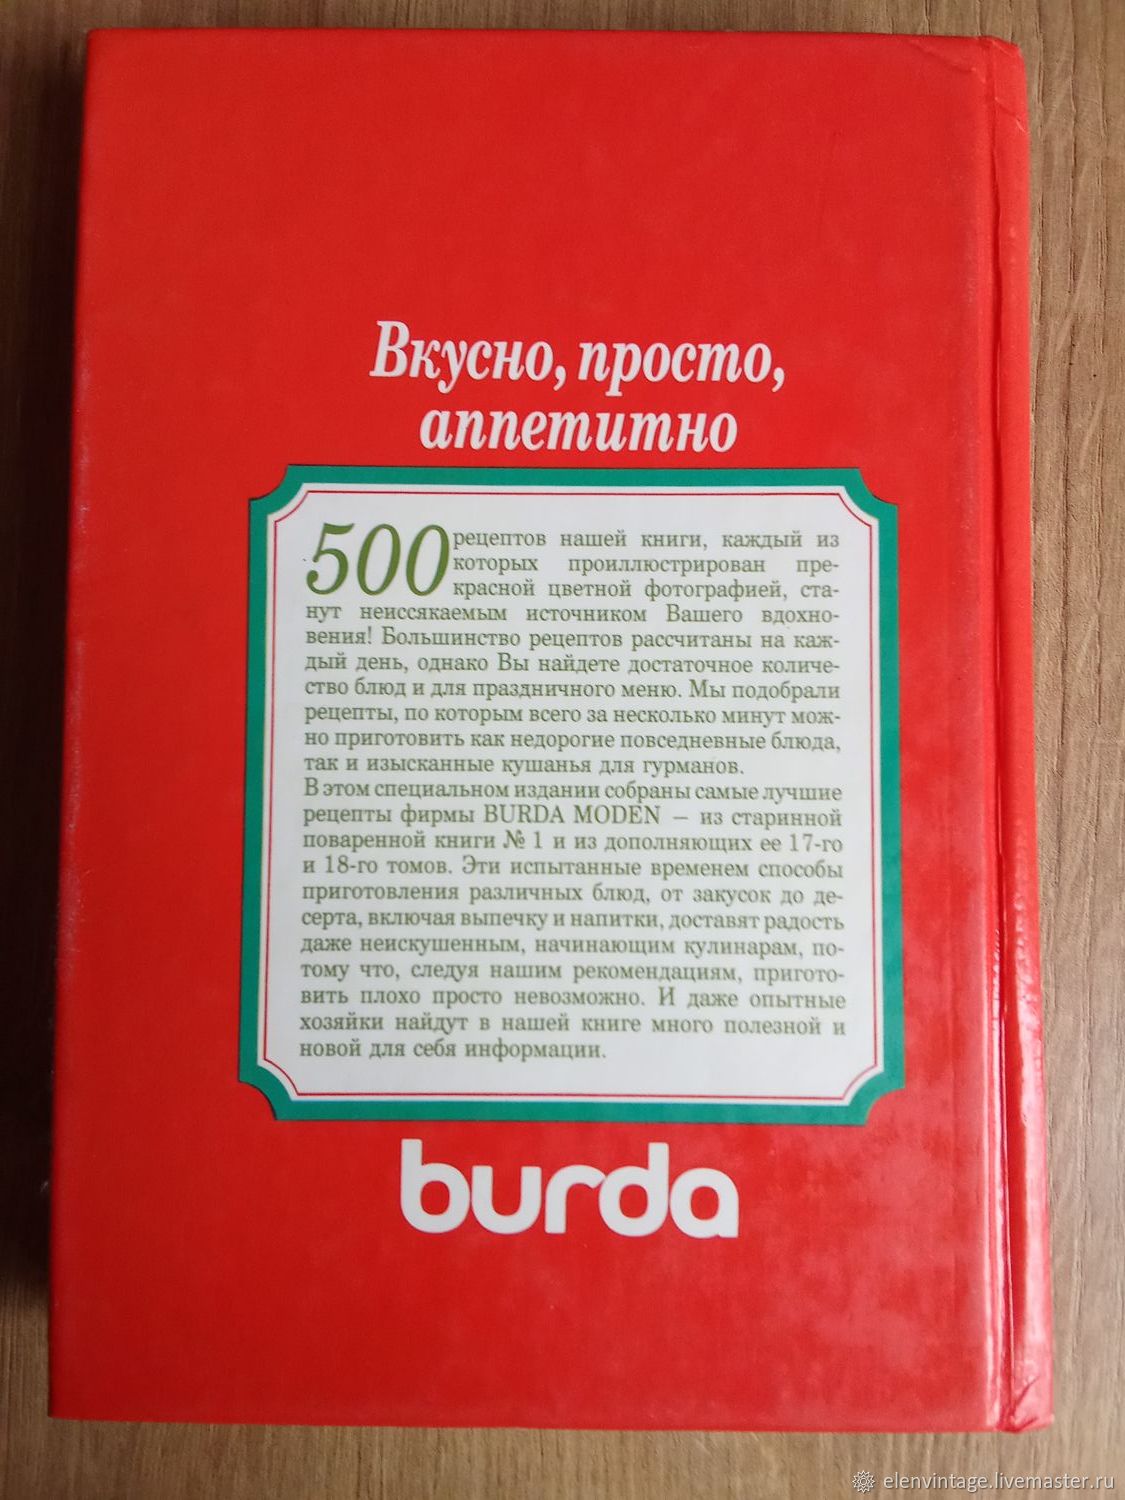 Вкусно, просто,
аппетитно
500 рецептов нашей книги, каждый из
которых проиллюстрирован пре-
красной цветной фотографией, ста-
нут неиссякаемым источником Вашего вдохно-
вения! Большинство рецептов рассчитаны на каж-
дый день, однако Вы найдете достаточное количе-
ство блюд и для праздничного меню. Мы подобрали
рецепты, по которым всего за несколько минут мож-
но приготовить как недорогие повседневные блюда,
так и изысканные кушанья для гурманов.
В этом специальном издании собраны самые лучшие
рецепты фирмы BURDA MODEN – из старинной
поваренной книги № 1 и из дополняющих ее 17-го
и 18-го томов. Эти испытанные временем способы
приготовления различных блюд, от закусок до де-
серта, включая выпечку и напитки, доставят радость
даже неискушенным, начинающим кулинарам, по-
тому что, следуя нашим рекомендациям, пригото-
вить плохо просто невозможно. И даже опытные
хозяйки найдут в нашей книге много полезной и
новой для себя информации.
burda
elenvintage.livemaster.ru